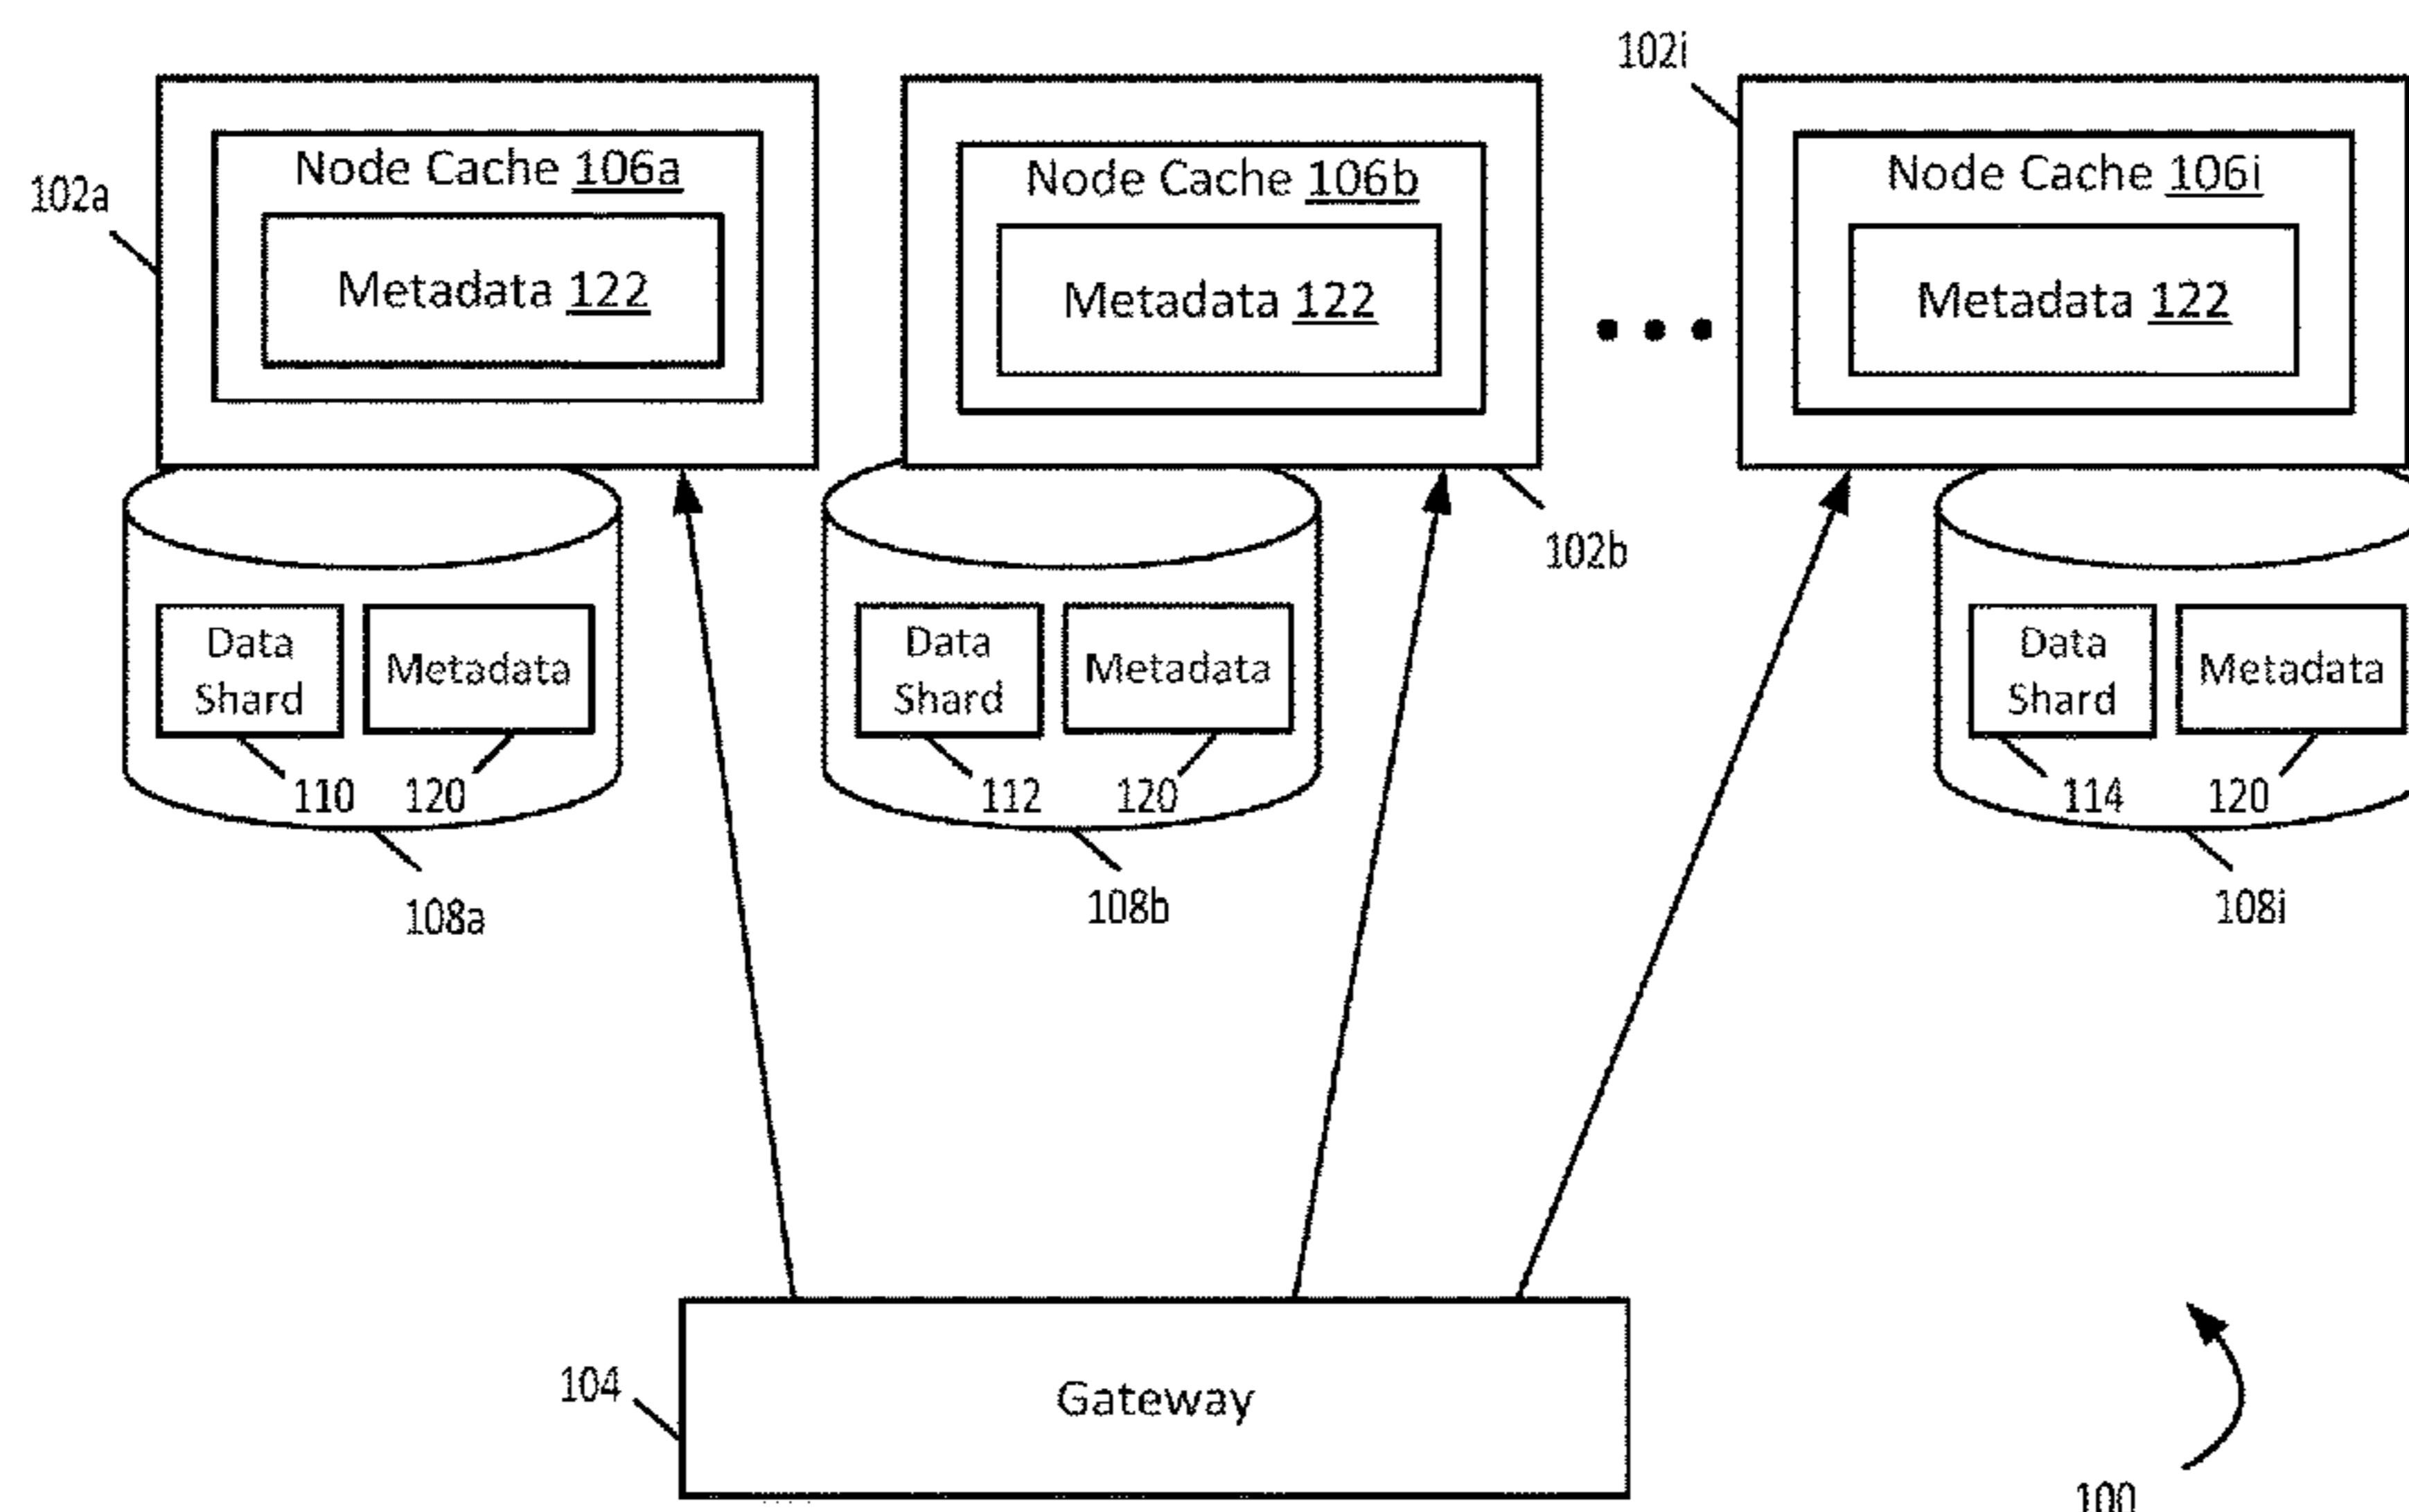 102i
Node Cache 106a
Node Cache 106b
Node Cache 106i
102a
Metadata 122
Metadata 122
Metadata 122
102b
Data
Shard
Metadata
Data
Shard
Metadata
Data
Shard
Metadata
110
120
112
120
114
120
108a
108b
108i
104
Gateway
100